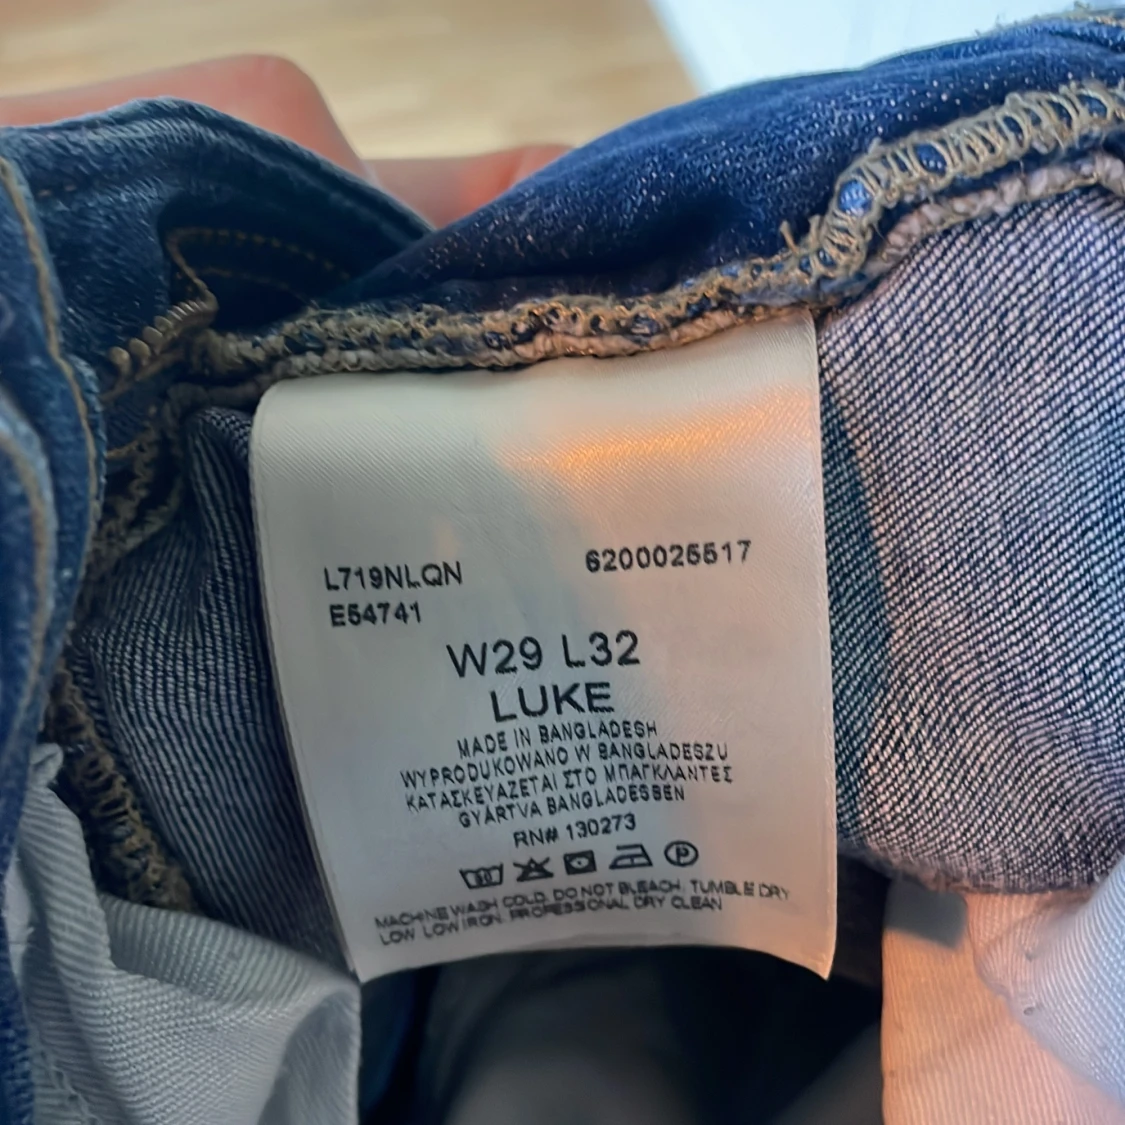 L719NLQN 6200025517
E54741
W29 L32
LUKE
MADE IN BANGLADESH
WYPRODUKOWANO W BANGLADESZU
ΚΑΤΑΣΚΕΥΑΖΕΤΑΙ ΣΤΟ ΜΠΑΓΚΛΑΝΤΕΣ
GYÁRTVA BANGLADESBEN
RN# 130273
30 P
MACHINE WASH COLD. DO NOT BLEACH. TUMBLE DRY
LOW LOW IRON. PROFESSIONAL DRY CLEAN